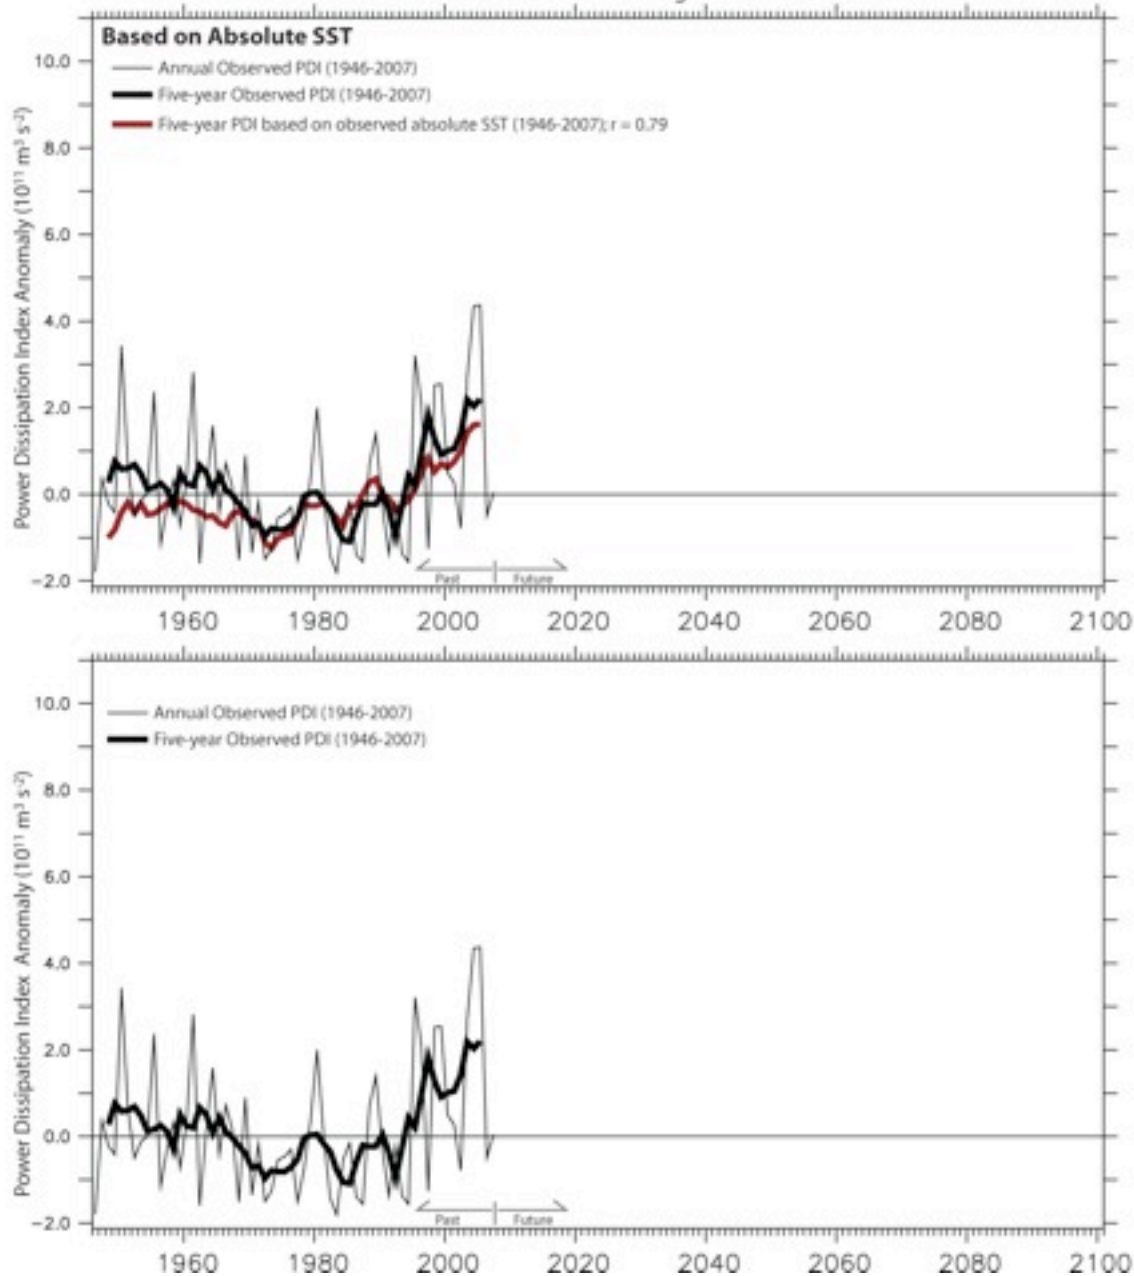 Based on Absolute SST
Annual Observed PDI (1946-2007)
Five-year Observed PDI (1946-2007)
Five-year PDI based on observed absolute SST (1946-2007); r = 0.79
Power Dissipation Index Anomaly (10¹¹ m³ s⁻²)
10.0
8.0
6.0
4.0
2.0
0.0
−2.0
Past
Future
1960 1980 2000 2020 2040 2060 2080 2100
Annual Observed PDI (1946-2007)
Five-year Observed PDI (1946-2007)
Power Dissipation Index Anomaly (10¹¹ m³ s⁻²)
10.0
8.0
6.0
4.0
2.0
0.0
−2.0
Past
Future
1960 1980 2000 2020 2040 2060 2080 2100